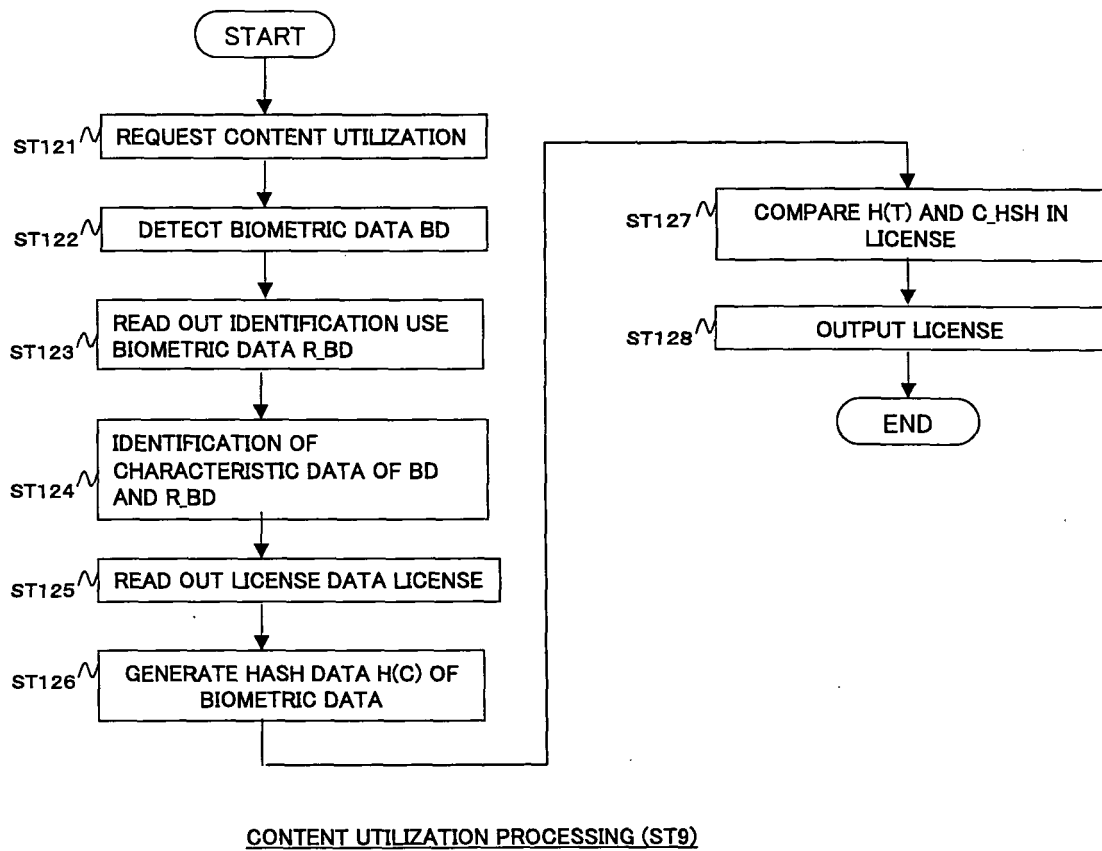 START
ST121
REQUEST CONTENT UTILIZATION
ST122
DETECT BIOMETRIC DATA BD
ST123
READ OUT IDENTIFICATION USE
BIOMETRIC DATA R_BD
ST124
IDENTIFICATION OF
CHARACTERISTIC DATA OF BD
AND R_BD
ST125
READ OUT LICENSE DATA LICENSE
ST126
GENERATE HASH DATA H(C) OF
BIOMETRIC DATA
ST127
COMPARE H(T) AND C_HSH IN
LICENSE
ST128
OUTPUT LICENSE
END
CONTENT UTILIZATION PROCESSING (ST9)